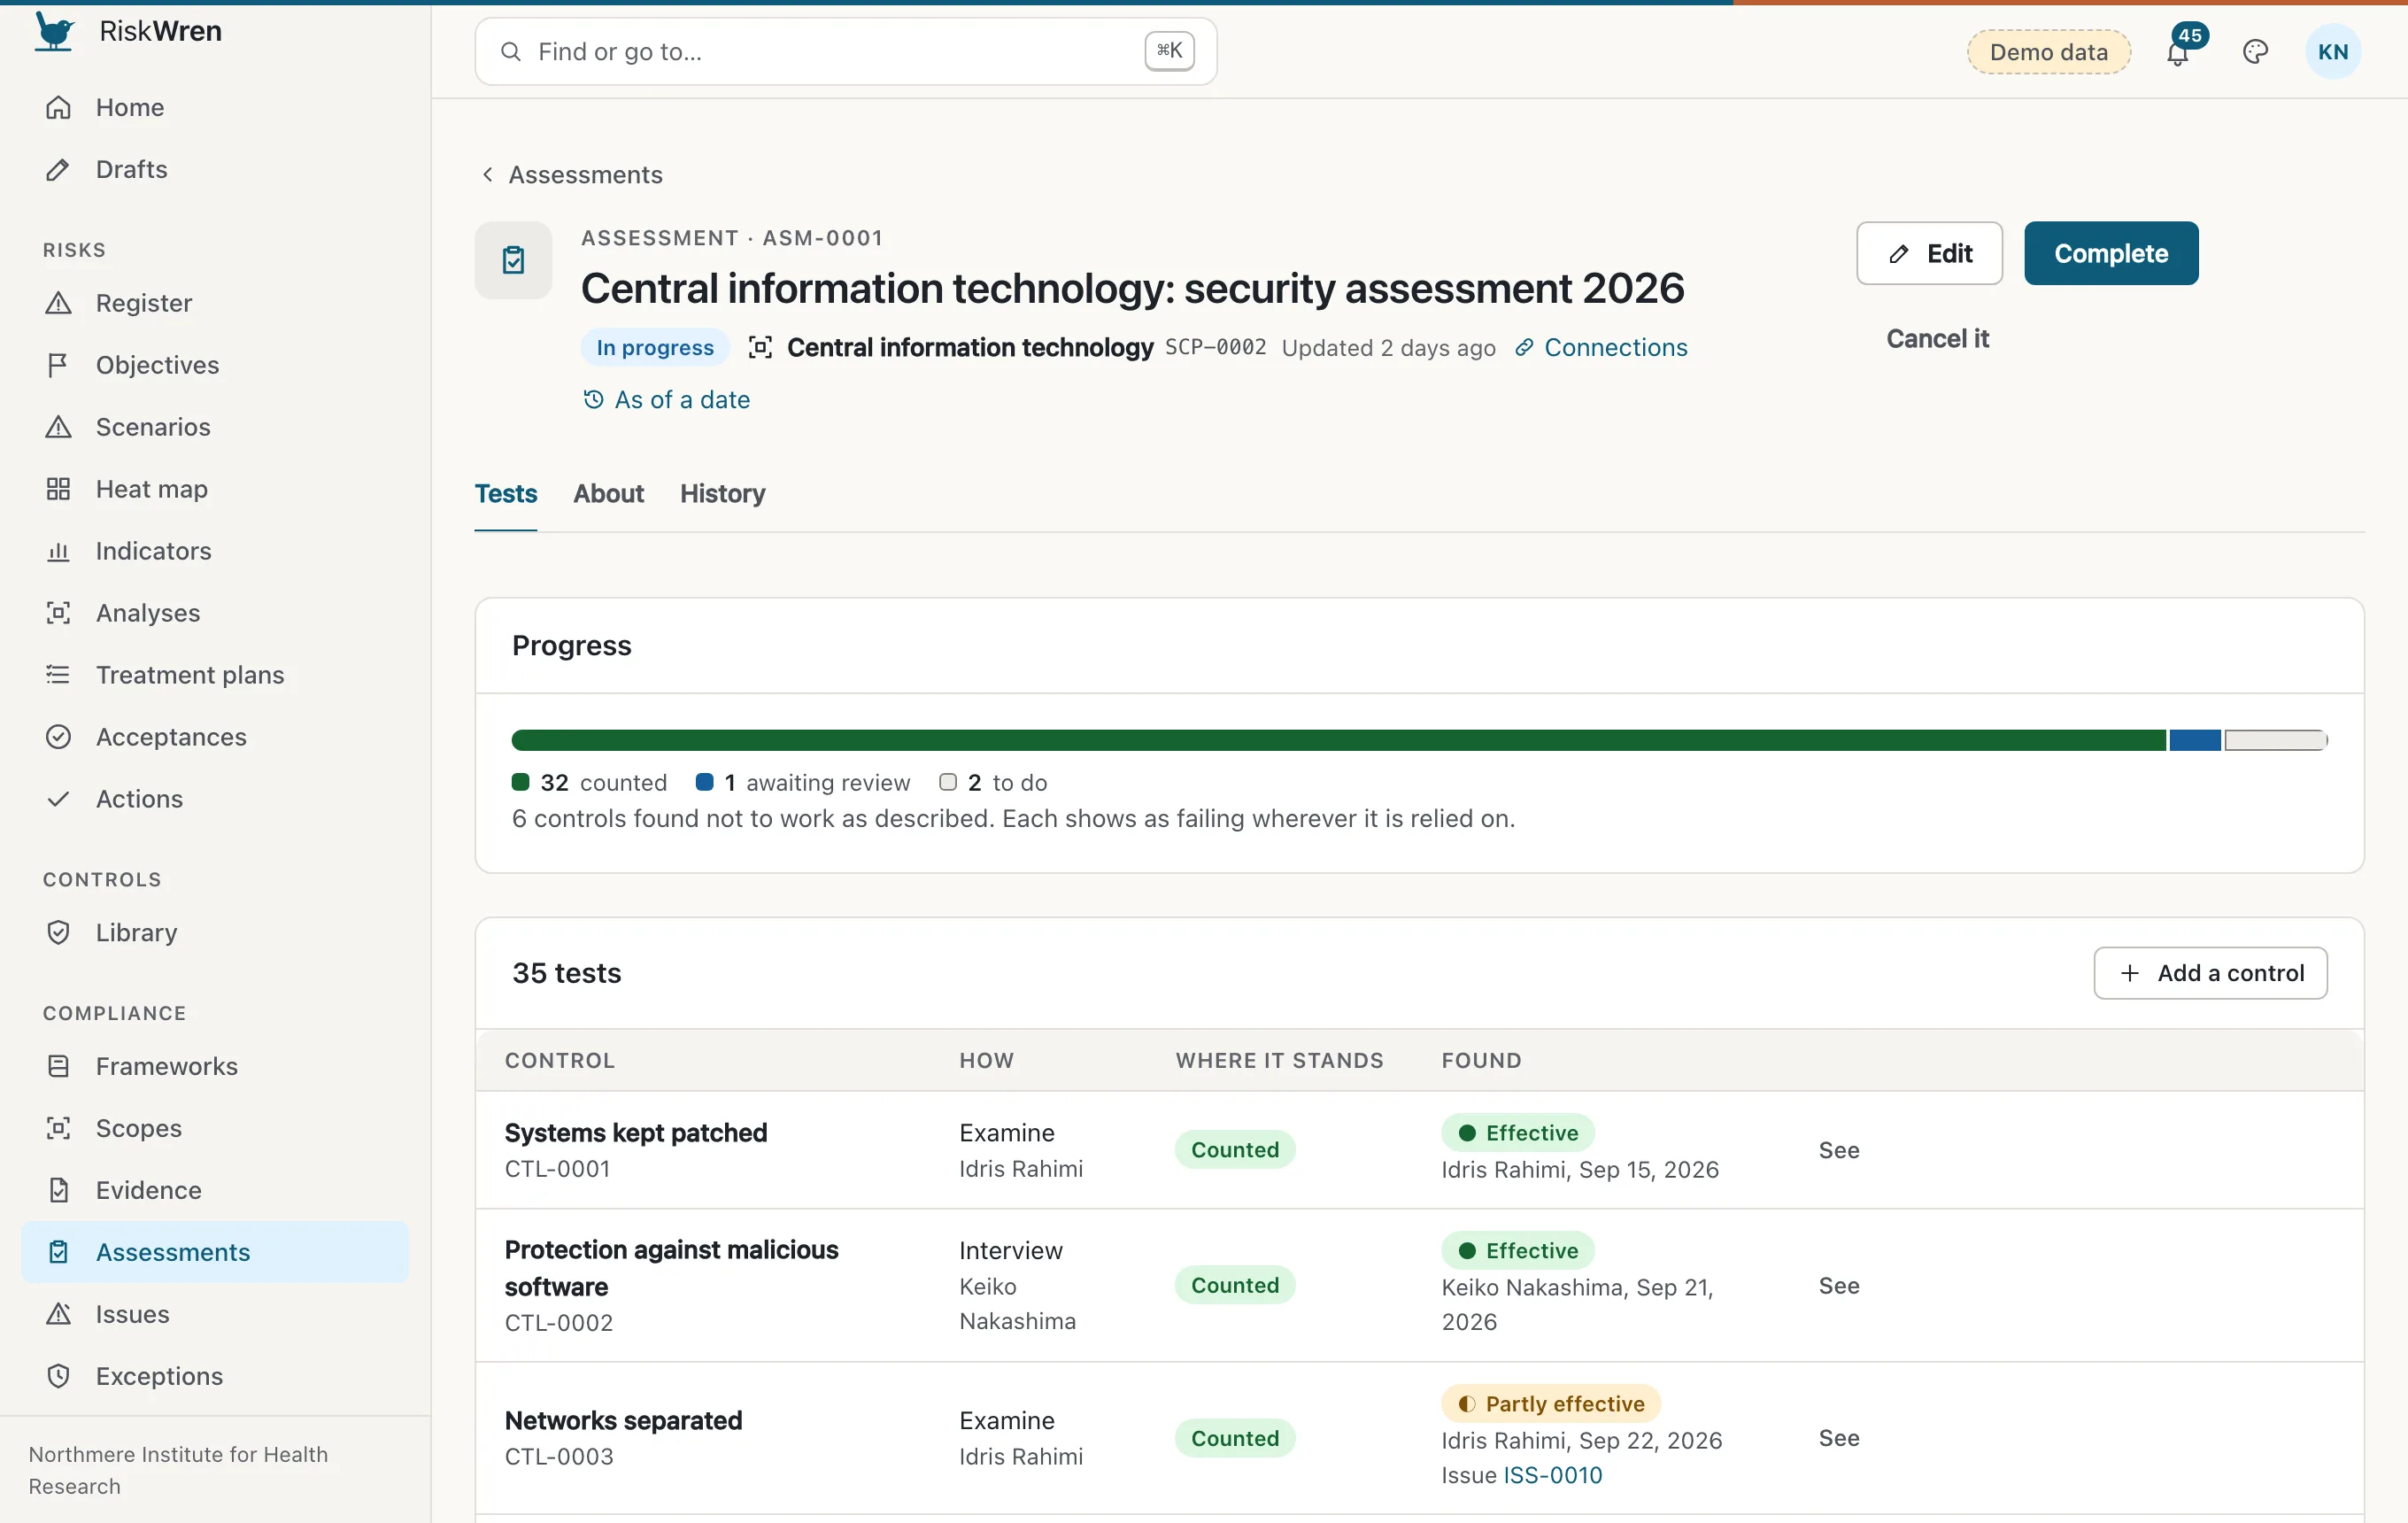 RiskWren
Find or go to...
⌘K
Demo data
45
KN
Home
Drafts
RISKS
Register
Objectives
Scenarios
Heat map
Indicators
Analyses
Treatment plans
Acceptances
Actions
CONTROLS
Library
COMPLIANCE
Frameworks
Scopes
Evidence
Assessments
Issues
Exceptions
Northmere Institute for Health
Research
Assessments
ASSESSMENT · ASM-0001
Central information technology: security assessment 2026
Edit
Complete
In progress
Central information technology SCP-0002 Updated 2 days ago Connections
Cancel it
As of a date
Tests About History
Progress
32 counted 1 awaiting review 2 to do
6 controls found not to work as described. Each shows as failing wherever it is relied on.
35 tests
Add a control
CONTROL HOW WHERE IT STANDS FOUND
Systems kept patched
CTL-0001
Examine
Idris Rahimi
Counted
Effective
Idris Rahimi, Sep 15, 2026
See
Protection against malicious
software
CTL-0002
Interview
Keiko
Nakashima
Counted
Effective
Keiko Nakashima, Sep 21,
2026
See
Networks separated
CTL-0003
Examine
Idris Rahimi
Counted
Partly effective
Idris Rahimi, Sep 22, 2026
Issue ISS-0010
See